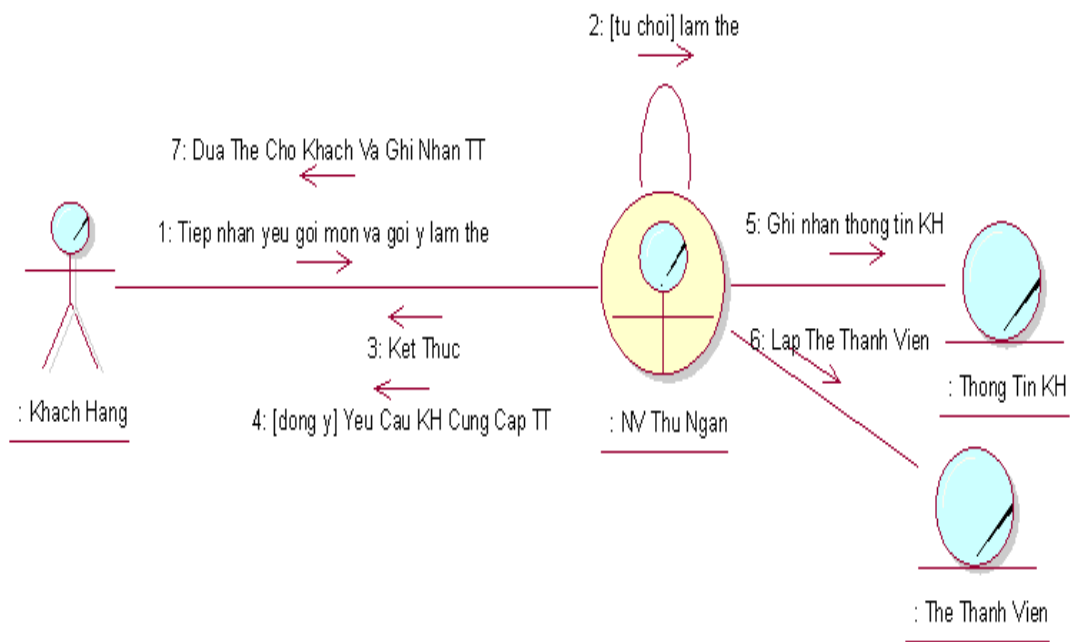 2: [tu choi] lam the
7: Dua The Cho Khach Va Ghi Nhan TT
1: Tiep nhan yeu goi mon va goi y lam the
5: Ghi nhan thong tin KH
3: Ket Thuc
6: Lap The Thanh Vien
4: [dong y] Yeu Cau KH Cung Cap TT
: Khach Hang
: NV Thu Ngan
: Thong Tin KH
: The Thanh Vien